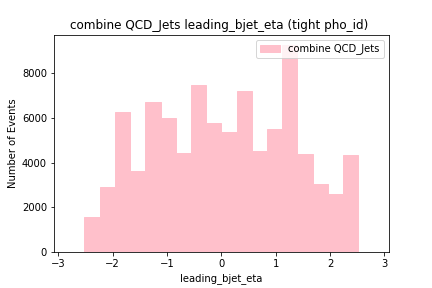 combine QCD_Jets leading_bjet_eta (tight pho_id)
combine QCD_Jets
Number of Events
8000
6000
4000
2000
0
−3 −2 −1 0 1 2 3
leading_bjet_eta